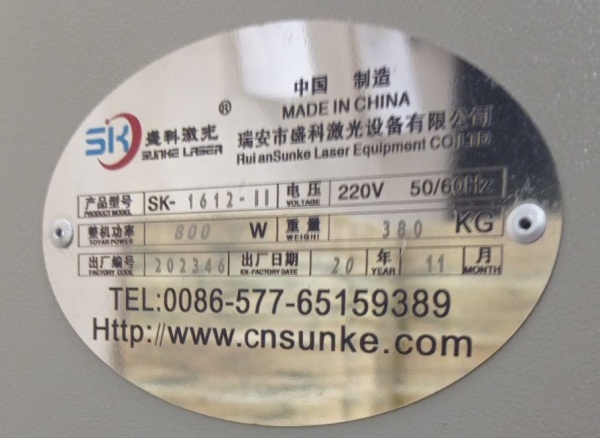 中国 制造
MADE IN CHINA
SK 盛科激光 ® 瑞安市盛科激光设备有限公司
SUNKE LASER RuianSunke Laser Equipment CO,LTD
产品型号 SK-1612-II 电压 220V 50/60Hz
PRODUCT MODEL VOLTAGE
整机功率 800 W 重量 380 KG
TOYAR POWER WEIGHI
出厂编号 202346 出厂日期 20 年 11 月
FACTORY CODE EX-FACTORY DATE YEAR MONTH
TEL:0086-577-65159389
Http://www.cnsunke.com